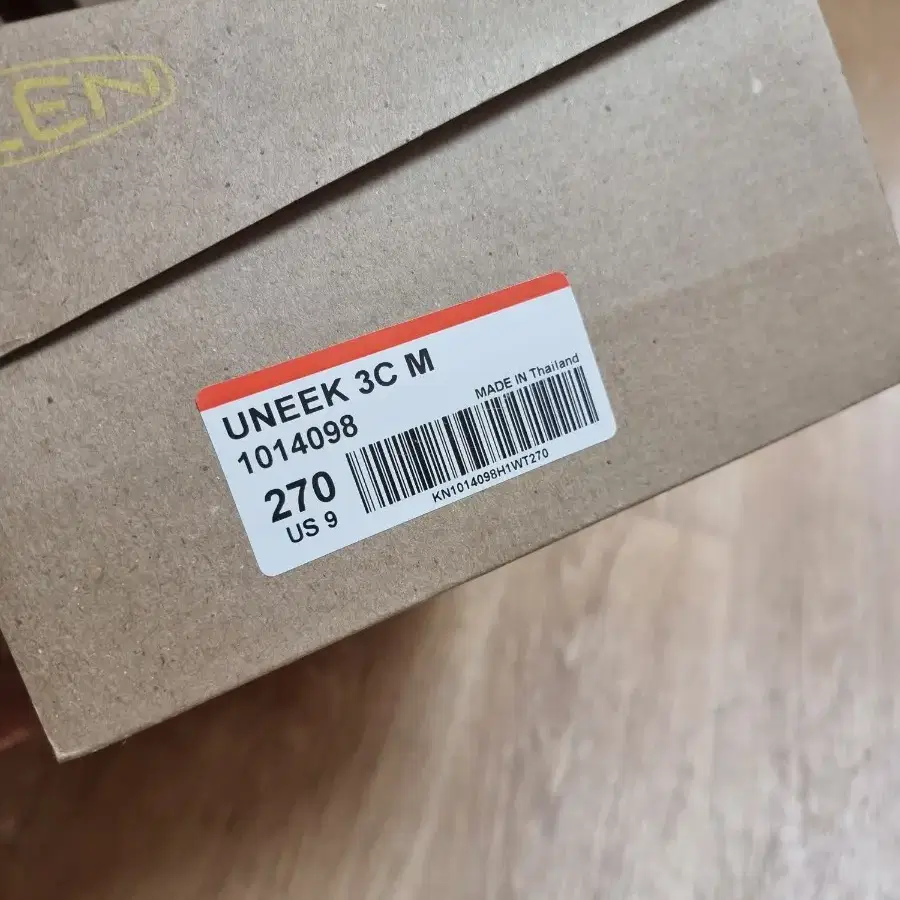 EEN
UNEEK 3C M
1014098
MADE IN Thailand
270
US 9
KN1014098H1WT270